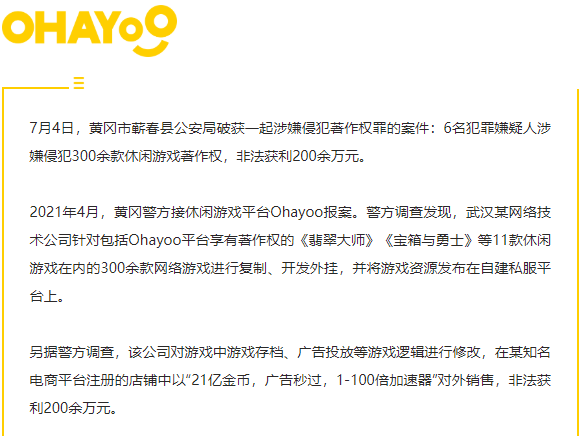 OHAYOO
7月4日，黄冈市蕲春县公安局破获一起涉嫌侵犯著作权罪的案件：6名犯罪嫌疑人涉
嫌侵犯300余款休闲游戏著作权，非法获利200余万元。
2021年4月，黄冈警方接休闲游戏平台Ohayoo报案。警方调查发现，武汉某网络技
术公司针对包括Ohayoo平台享有著作权的《翡翠大师》《宝箱与勇士》等11款休闲
游戏在内的300余款网络游戏进行复制、开发外挂，并将游戏资源发布在自建私服平
台上。
另据警方调查，该公司对游戏中游戏存档、广告投放等游戏逻辑进行修改，在某知名
电商平台注册的店铺中以“21亿金币，广告秒过，1-100倍加速器”对外销售，非法获
利200余万元。